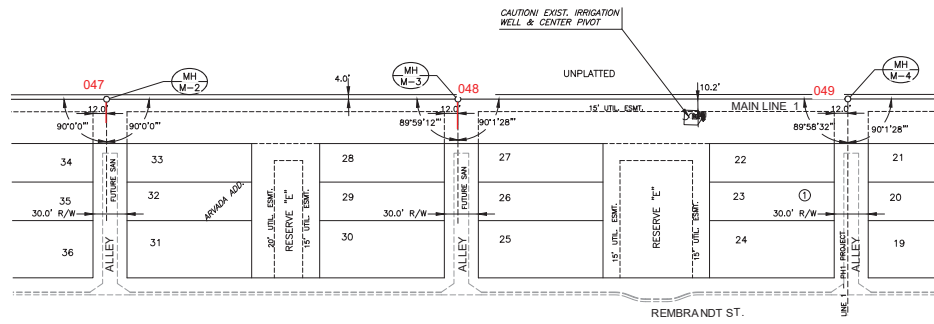 CAUTION! EXIST. IRRIGATION
WELL & CENTER PIVOT
UNPLATTED
047
MH
M-2
4.0'
MH
M-3
048
10.2'
049
MH
M-4
12.0'
12.0'
15' UTIL. ESMT.
MAIN LINE 1
12.0'
90°0'0"
90°0'0"
89°59'12"
90°1'28"
89°58'32"
90°1'28"
34
33
28
27
22
21
FUTURE SAN
FUTURE SAN
35
32
ARVADA ADD.
29
26
23
1
20
30.0' R/W
30.0' R/W
30.0' R/W
20' UTIL. ESMT.
RESERVE "E"
15' UTIL. ESMT.
15' UTIL. ESMT.
RESERVE "E"
15' UTIL. ESMT.
36
31
30
25
24
19
ALLEY
ALLEY
ALLEY
LINE 1 - PH1 PROJECT
REMBRANDT ST.